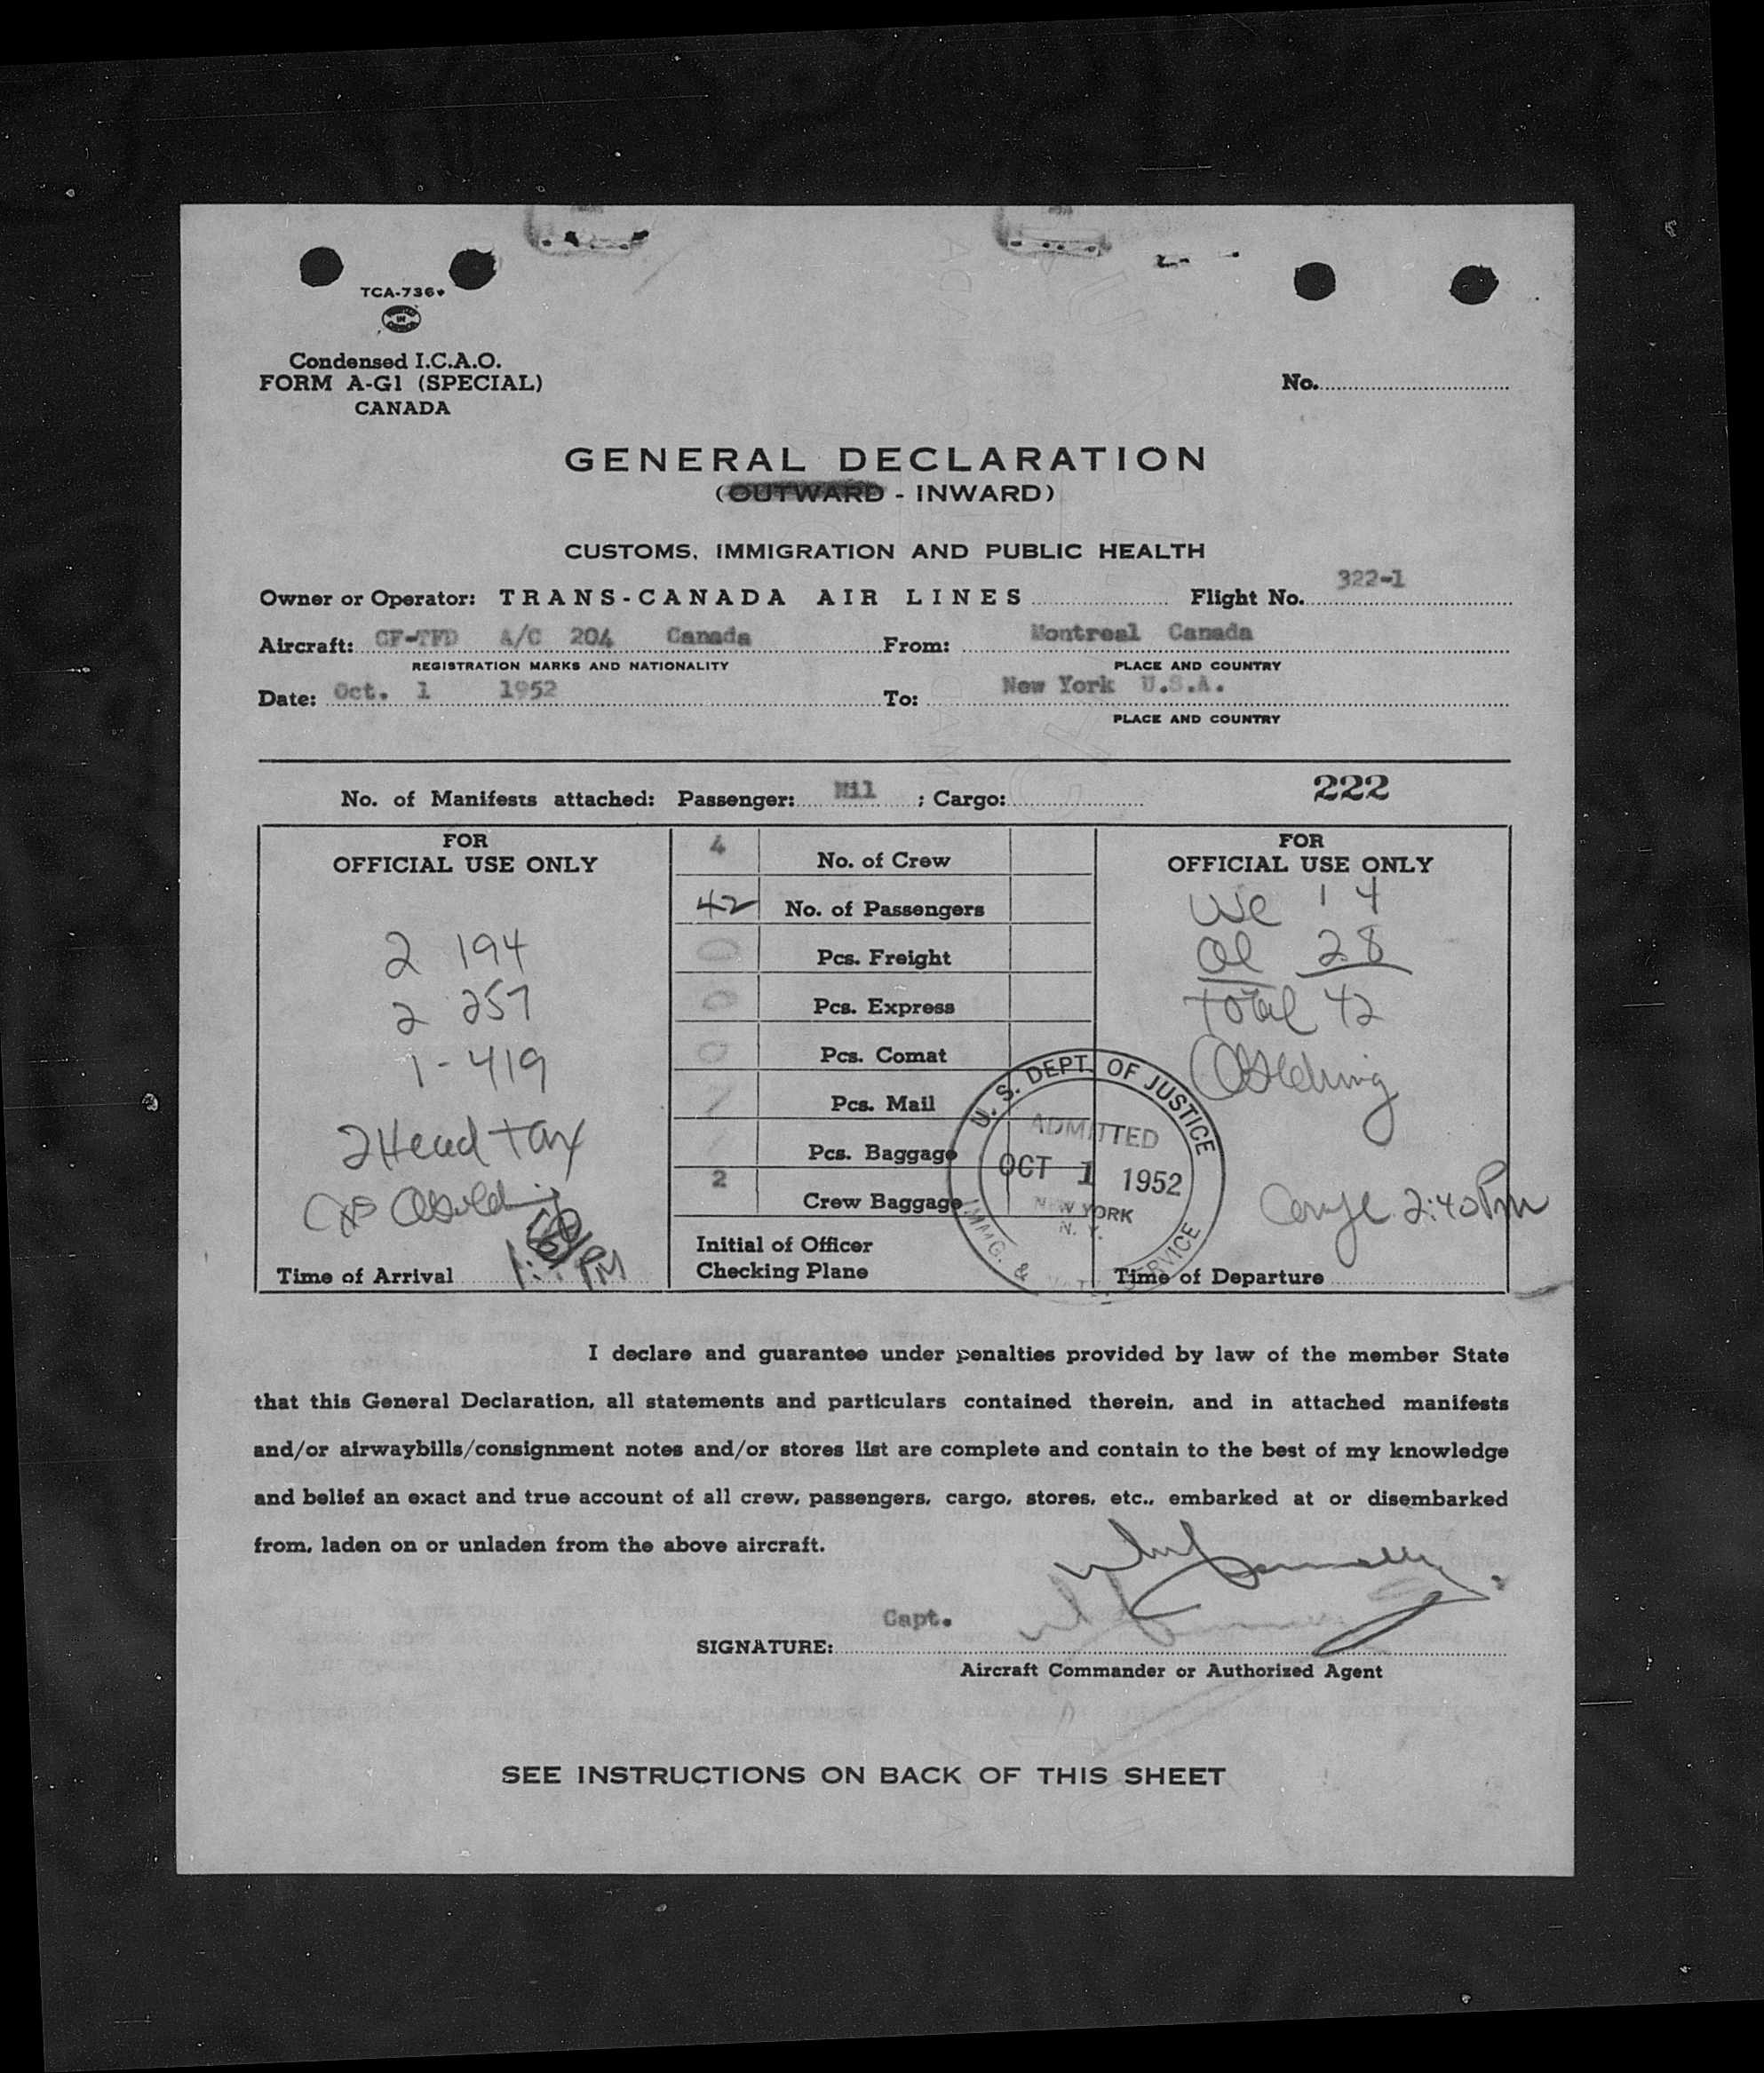 TCA-736
IN
Condensed I.C.A.O.
FORM A-G1 (SPECIAL)
CANADA
No.
GENERAL DECLARATION
(OUTWARD - INWARD)
CUSTOMS, IMMIGRATION AND PUBLIC HEALTH
Owner or Operator: TRANS-CANADA AIR LINES Flight No. 322-1
Aircraft: CF-TFD A/C 204 Canada From: Montreal Canada
REGISTRATION MARKS AND NATIONALITY PLACE AND COUNTRY
Date: Oct. 1 1952 To: New York U.S.A.
PLACE AND COUNTRY
No. of Manifests attached: Passenger: Nil ; Cargo: 222
FOR
OFFICIAL USE ONLY
2 194
2 257
1-419
2 Head tax
Time of Arrival PM
4 No. of Crew
42 No. of Passengers
0 Pcs. Freight
0 Pcs. Express
0 Pcs. Comat
/ Pcs. Mail
/ Pcs. Baggage
2 Crew Baggage
Initial of Officer
Checking Plane
FOR
OFFICIAL USE ONLY
USC 14
al 28
Total 42
2:40 Pm
Time of Departure
U. S. DEPT. OF JUSTICE
ADMITTED
OCT 1 1952
NEW YORK
N. Y.
IMMG. & NATZ. SERVICE
I declare and guarantee under penalties provided by law of the member State
that this General Declaration, all statements and particulars contained therein, and in attached manifests
and/or airwaybills/consignment notes and/or stores list are complete and contain to the best of my knowledge
and belief an exact and true account of all crew, passengers, cargo, stores, etc., embarked at or disembarked
from, laden on or unladen from the above aircraft.
Capt.
SIGNATURE:
Aircraft Commander or Authorized Agent
SEE INSTRUCTIONS ON BACK OF THIS SHEET